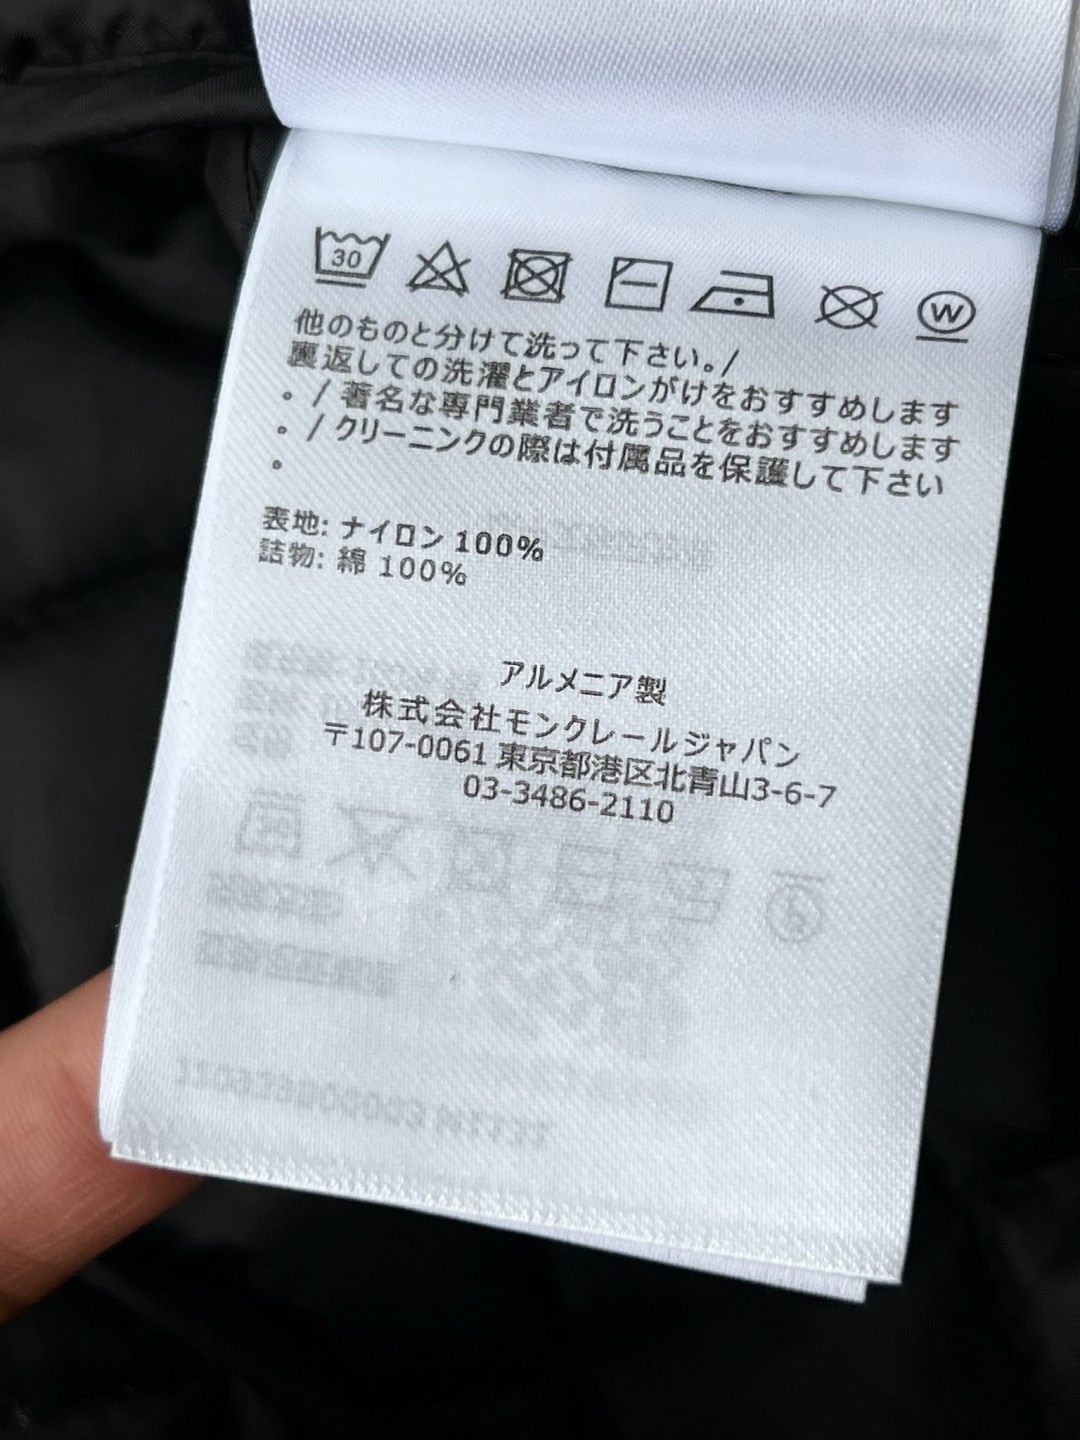 30
W
他のものと分けて洗って下さい。/
裏返しての洗濯とアイロンがけをおすすめします
。/ 著名な専門業者で洗うことをおすすめします
。/ クリーニングの際は付属品を保護して下さい
。
表地: ナイロン 100%
詰物: 綿 100%
アルメニア製
株式会社モンクレールジャパン
〒107-0061 東京都港区北青山3-6-7
03-3486-2110